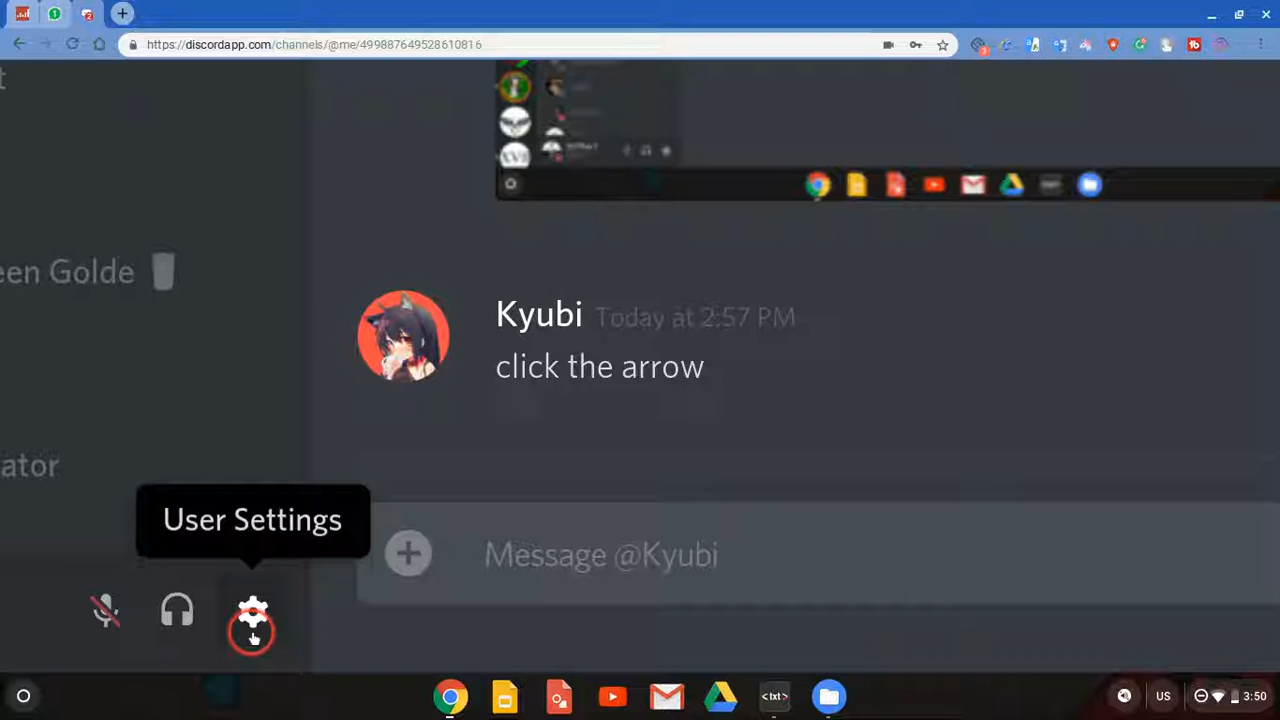 https://discordapp.com/channels/@me/499887649528610816
een Golde
Kyubi Today at 2:57 PM
click the arrow
ator
User Settings
Message @Kyubi
<txt>
US
3:50